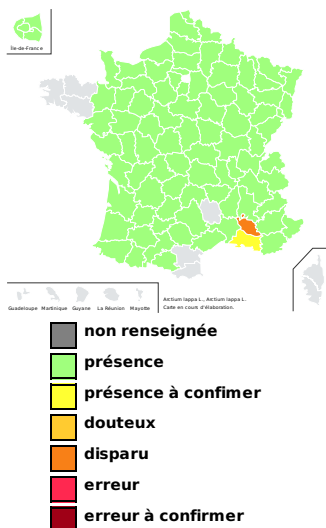 Île-de-France
Guadeloupe Martinique Guyane La Réunion Mayotte
Arctium lappa L., Arctium lappa L.
Carte en cours d'élaboration.
non renseignée
présence
présence à confimer
douteux
disparu
erreur
erreur à confirmer